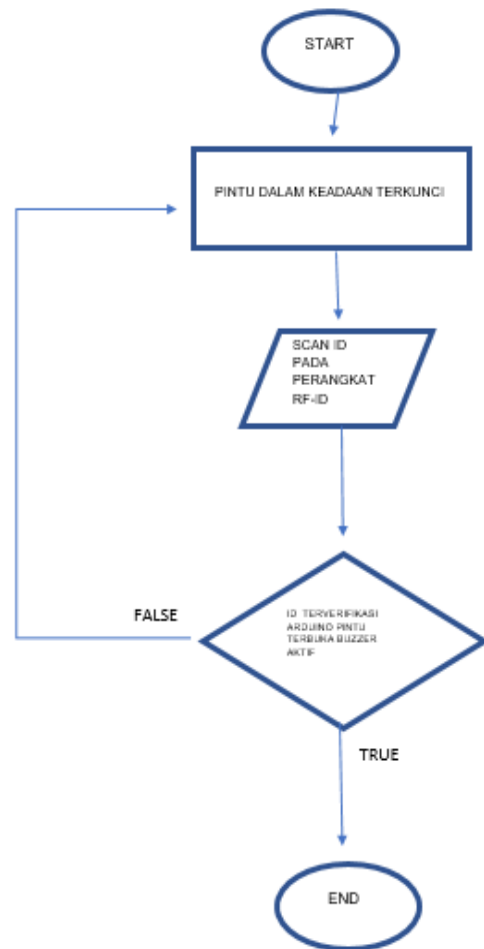 START
PINTU DALAM KEADAAN TERKUNCI
SCAN ID
PADA
PERANGKAT
RF-ID
FALSE
ID TERVERIFIKASI
ARDUINO PINTU
TERBUKA BUZZER
AKTIF
TRUE
END